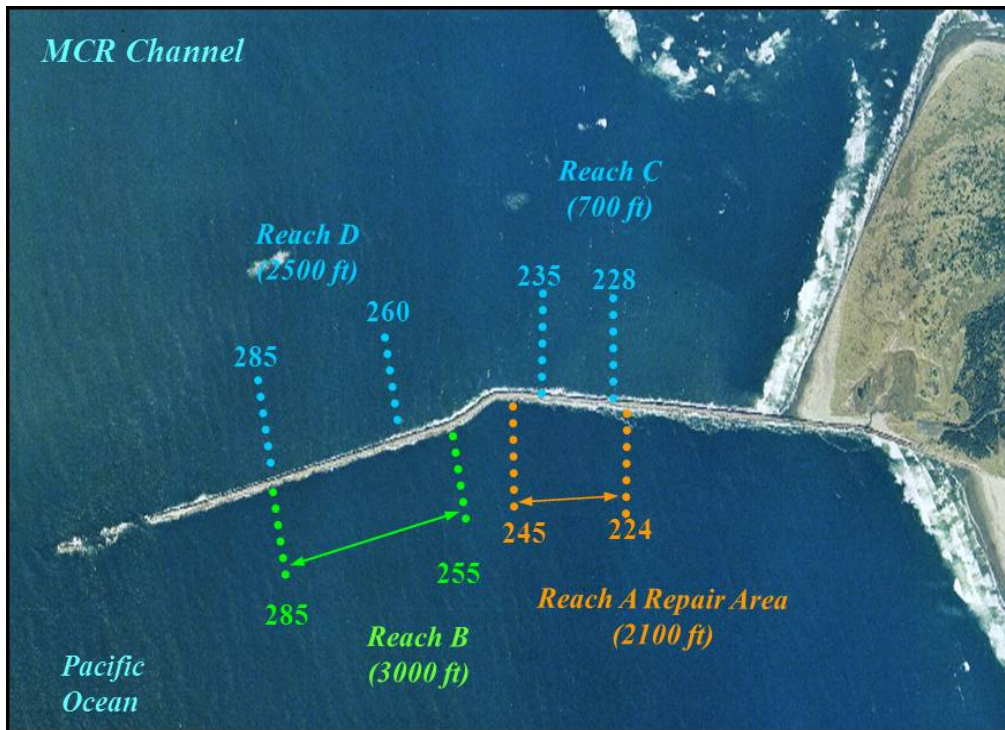 MCR Channel
Reach C
(700 ft)
Reach D
(2500 ft)
235
228
260
285
245
224
255
285
Reach A Repair Area
(2100 ft)
Reach B
(3000 ft)
Pacific
Ocean